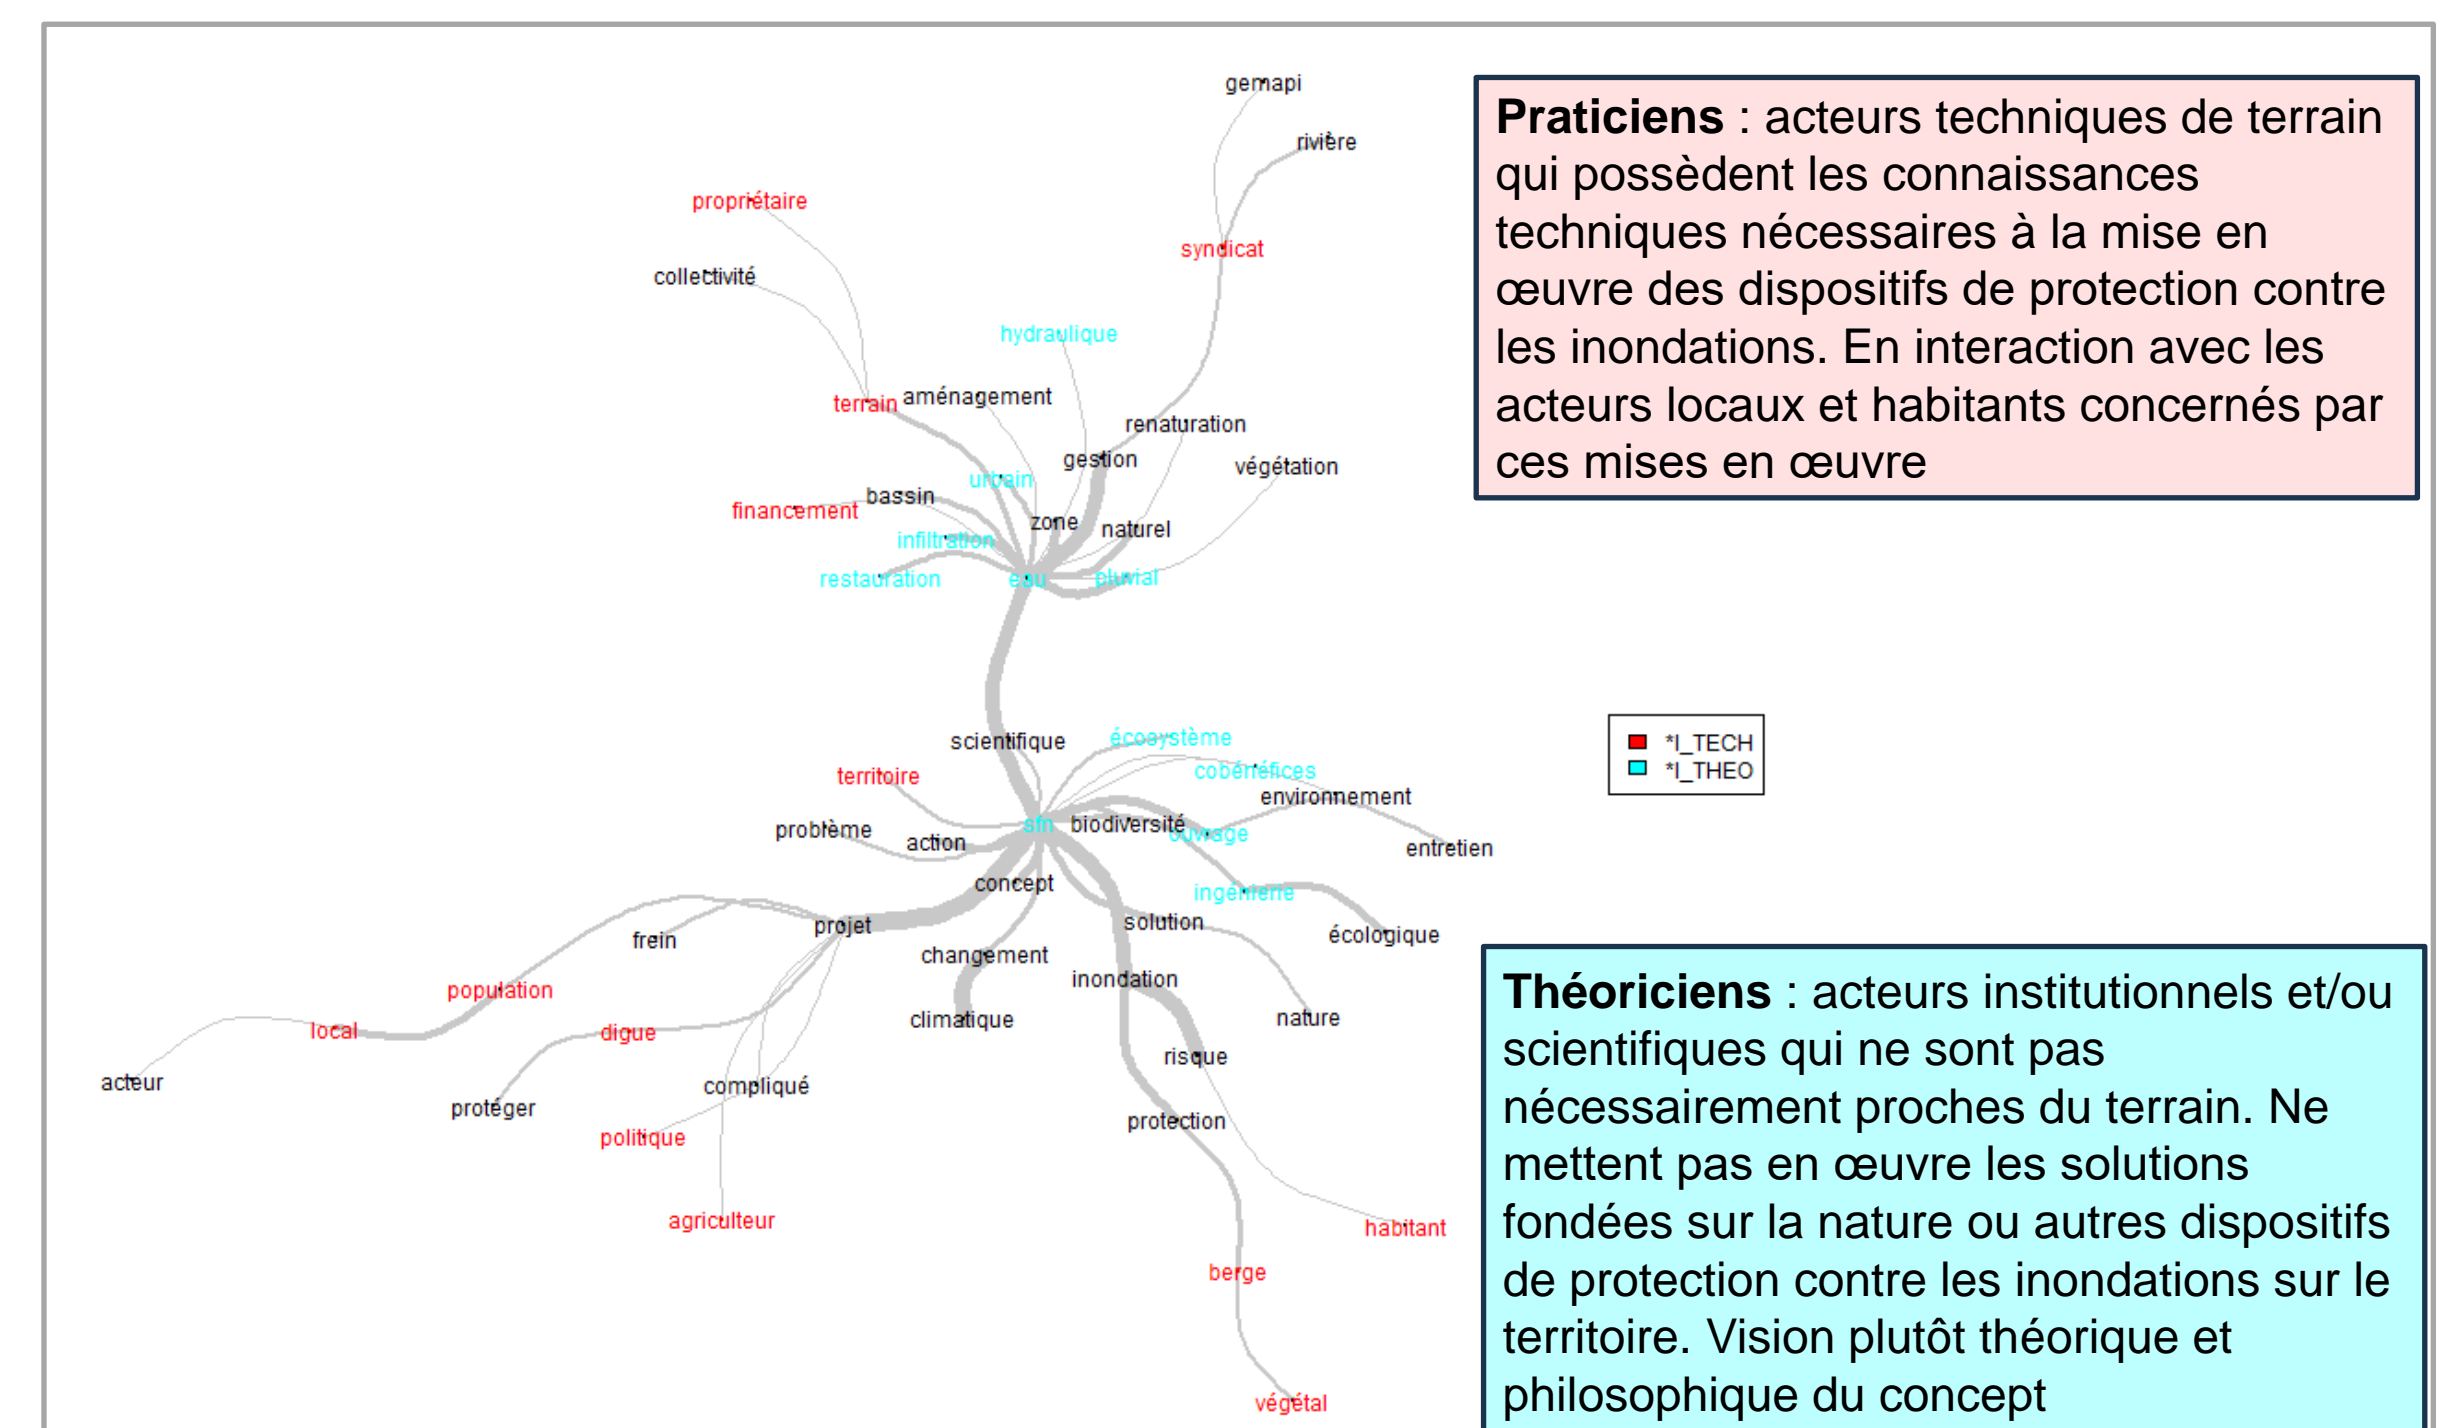 gemapi
rivière
propriétaire
syndicat
collectivité
hydraulique
terrain
aménagement
renaturation
gestion
végétation
urbain
bassin
financement
zone
naturel
infiltration
restauration
eau
pluvial
scientifique
écosystème
territoire
cobénéfices
environnement
problème
action
sfn
biodiversité
ouvrage
entretien
concept
ingénierie
projet
solution
écologique
frein
changement
inondation
population
local
digue
climatique
nature
risque
acteur
compliqué
protéger
protection
politique
agriculteur
habitant
berge
végétal
Praticiens : acteurs techniques de terrain
qui possèdent les connaissances
techniques nécessaires à la mise en
œuvre des dispositifs de protection contre
les inondations. En interaction avec les
acteurs locaux et habitants concernés par
ces mises en œuvre
*I_TECH
*I_THEO
Théoriciens : acteurs institutionnels et/ou
scientifiques qui ne sont pas
nécessairement proches du terrain. Ne
mettent pas en œuvre les solutions
fondées sur la nature ou autres dispositifs
de protection contre les inondations sur le
territoire. Vision plutôt théorique et
philosophique du concept